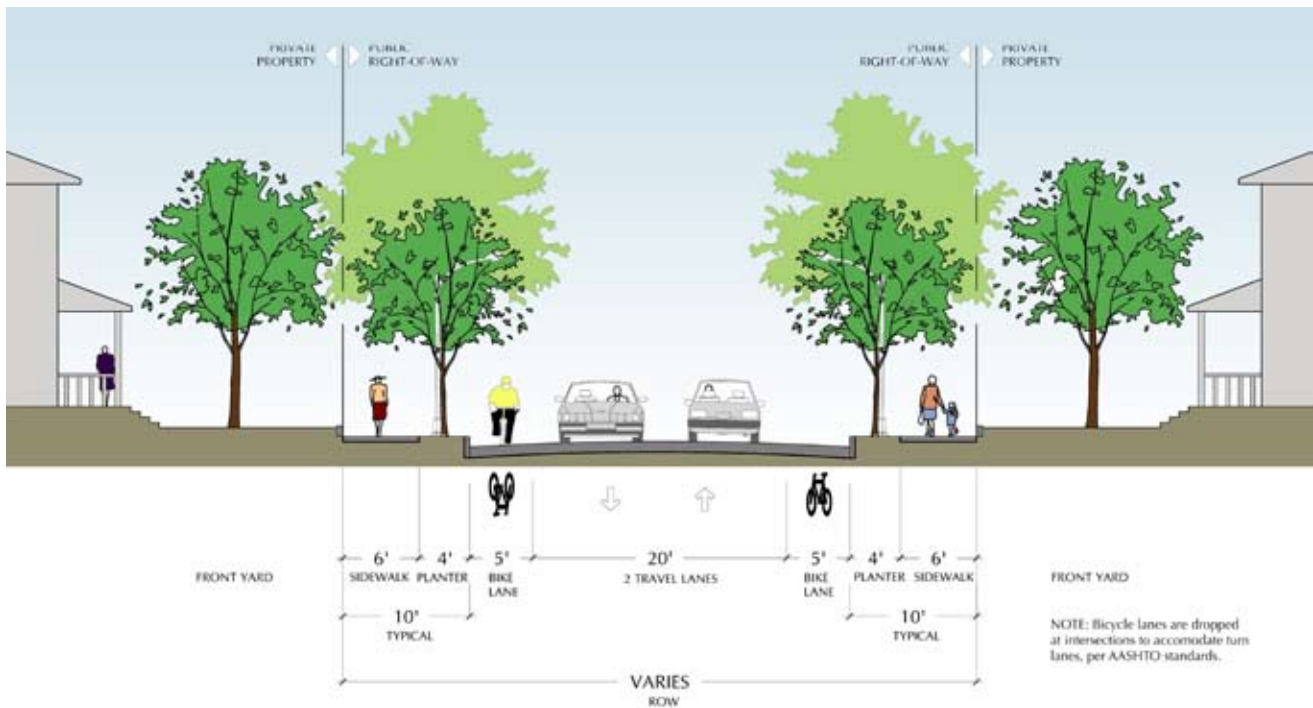 PRIVATE
PROPERTY
PUBLIC
RIGHT-OF-WAY
PUBLIC
RIGHT-OF-WAY
PRIVATE
PROPERTY
6'
4'
5'
20'
5'
4'
6'
FRONT YARD
SIDEWALK
PLANTER
BIKE
LANE
2 TRAVEL LANES
BIKE
LANE
PLANTER
SIDEWALK
FRONT YARD
10'
TYPICAL
10'
TYPICAL
NOTE: Bicycle lanes are dropped
at intersections to accomodate turn
lanes, per AASHTO standards.
VARIES
ROW